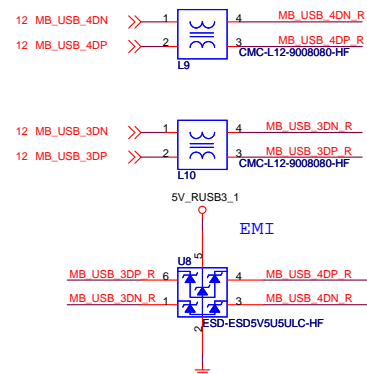 12 MB_USB_4DN 1 4 MB_USB_4DN_R
12 MB_USB_4DP 2 3 MB_USB_4DP_R
CMC-L12-9008080-HF
L9
12 MB_USB_3DN 1 4 MB_USB_3DN_R
12 MB_USB_3DP 2 3 MB_USB_3DP_R
CMC-L12-9008080-HF
L10
5V_RUSB3_1
EMI
5
U8
MB_USB_3DP_R 6 4 MB_USB_4DP_R
MB_USB_3DN_R 1 3 MB_USB_4DN_R
2
ESD-ESD5V5U5ULC-HF